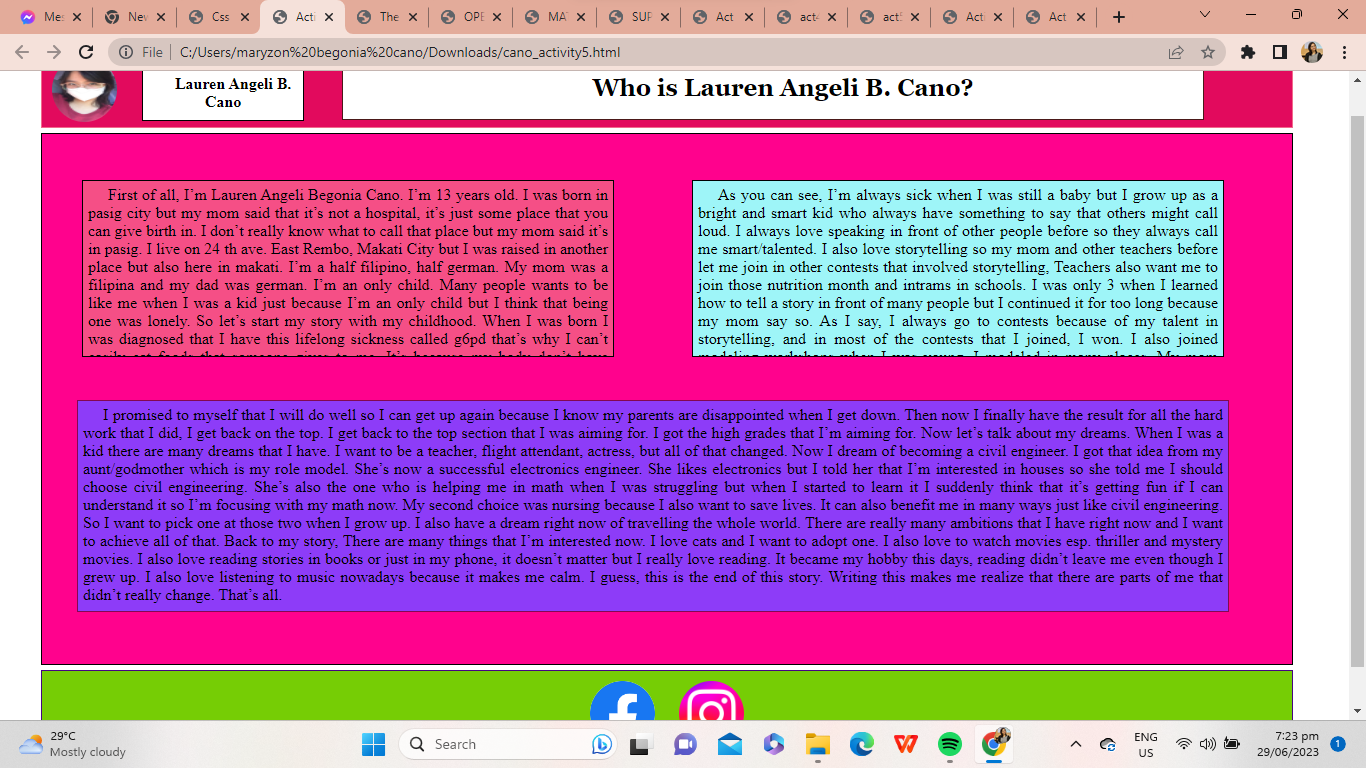 Mes
Nev
Css
Acti
The
OPE
MA
SUP
Act
act4
act5
Acti
Act
File
C:/Users/maryzon%20begonia%20cano/Downloads/cano_activity5.html
Lauren Angeli B.
Cano
Who is Lauren Angeli B. Cano?
First of all, I’m Lauren Angeli Begonia Cano. I’m 13 years old. I was born in
pasig city but my mom said that it’s not a hospital, it’s just some place that you
can give birth in. I don’t really know what to call that place but my mom said it’s
in pasig. I live on 24 th ave. East Rembo, Makati City but I was raised in another
place but also here in makati. I’m a half filipino, half german. My mom was a
filipina and my dad was german. I’m an only child. Many people wants to be
like me when I was a kid just because I’m an only child but I think that being
one was lonely. So let’s start my story with my childhood. When I was born I
was diagnosed that I have this lifelong sickness called g6pd that’s why I can’t
easily eat foods that someone gives to me. It’s because my body don’t have
As you can see, I’m always sick when I was still a baby but I grow up as a
bright and smart kid who always have something to say that others might call
loud. I always love speaking in front of other people before so they always call
me smart/talented. I also love storytelling so my mom and other teachers before
let me join in other contests that involved storytelling, Teachers also want me to
join those nutrition month and intrams in schools. I was only 3 when I learned
how to tell a story in front of many people but I continued it for too long because
my mom say so. As I say, I always go to contests because of my talent in
storytelling, and in most of the contests that I joined, I won. I also joined
modeling workshops when I was young. I modeled in many places. My mom
I promised to myself that I will do well so I can get up again because I know my parents are disappointed when I get down. Then now I finally have the result for all the hard
work that I did, I get back on the top. I get back to the top section that I was aiming for. I got the high grades that I’m aiming for. Now let’s talk about my dreams. When I was a
kid there are many dreams that I have. I want to be a teacher, flight attendant, actress, but all of that changed. Now I dream of becoming a civil engineer. I got that idea from my
aunt/godmother which is my role model. She’s now a successful electronics engineer. She likes electronics but I told her that I’m interested in houses so she told me I should
choose civil engineering. She’s also the one who is helping me in math when I was struggling but when I started to learn it I suddenly think that it’s getting fun if I can
understand it so I’m focusing with my math now. My second choice was nursing because I also want to save lives. It can also benefit me in many ways just like civil engineering.
So I want to pick one at those two when I grow up. I also have a dream right now of travelling the whole world. There are really many ambitions that I have right now and I want
to achieve all of that. Back to my story, There are many things that I’m interested now. I love cats and I want to adopt one. I also love to watch movies esp. thriller and mystery
movies. I also love reading stories in books or just in my phone, it doesn’t matter but I really love reading. It became my hobby this days, reading didn’t leave me even though I
grew up. I also love listening to music nowadays because it makes me calm. I guess, this is the end of this story. Writing this makes me realize that there are parts of me that
didn’t really change. That’s all.
29°C
Mostly cloudy
Search
ENG
US
7:23 pm
29/06/2023
1